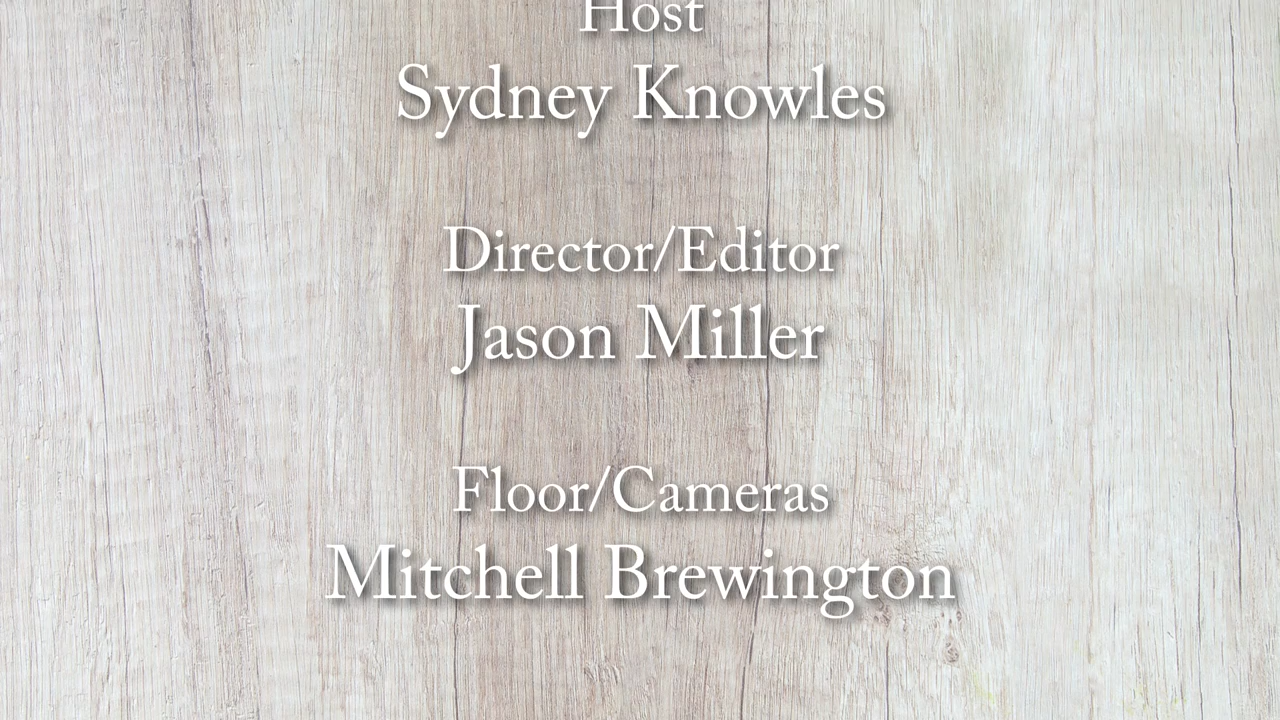 Host
Sydney Knowles
Director/Editor
Jason Miller
Floor/Cameras
Mitchell Brewington